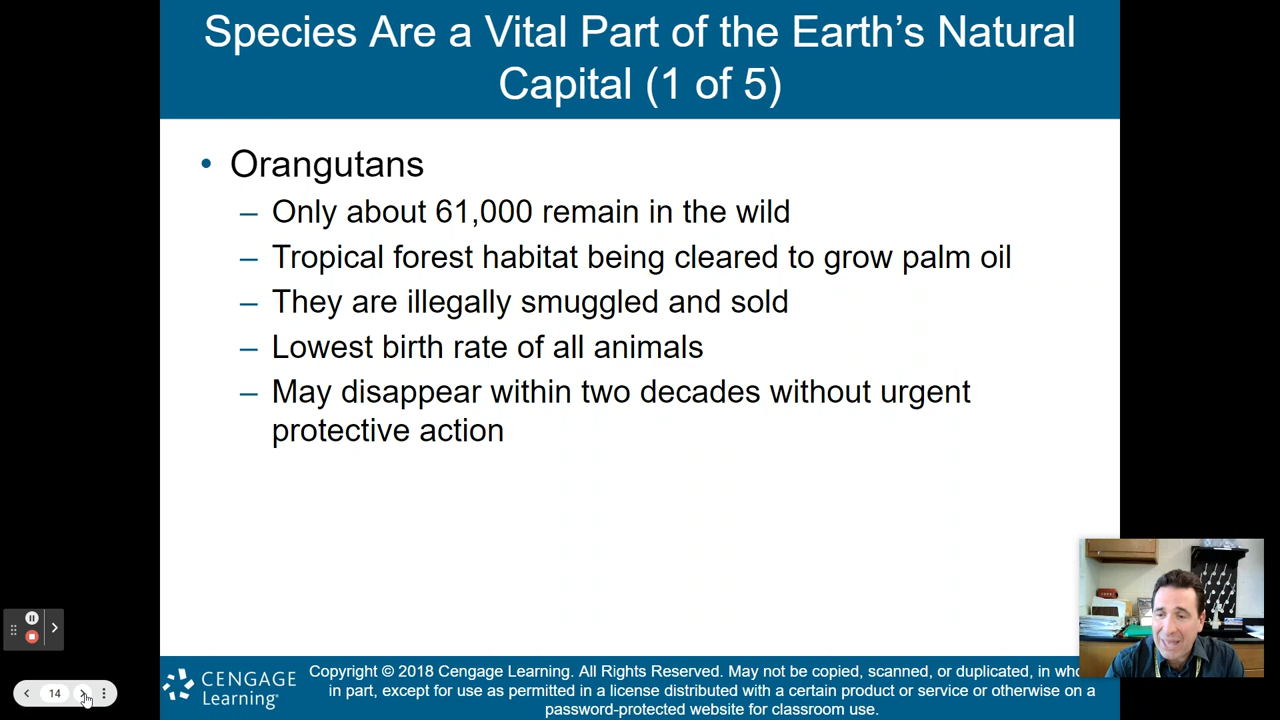 Species Are a Vital Part of the Earth’s Natural
Capital (1 of 5)
• Orangutans
– Only about 61,000 remain in the wild
– Tropical forest habitat being cleared to grow palm oil
– They are illegally smuggled and sold
– Lowest birth rate of all animals
– May disappear within two decades without urgent
protective action
CENGAGE
Learning
Copyright © 2018 Cengage Learning. All Rights Reserved. May not be copied, scanned, or duplicated, in
in part, except for use as permitted in a license distributed with a certain product or service or otherwise on a
password-protected website for classroom use.
14